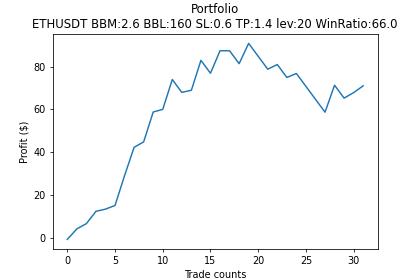 Portfolio
ETHUSDT BBM:2.6 BBL:160 SL:0.6 TP:1.4 lev:20 WinRatio:66.0
80
60
40
20
0
Profit ($)
0 5 10 15 20 25 30
Trade counts